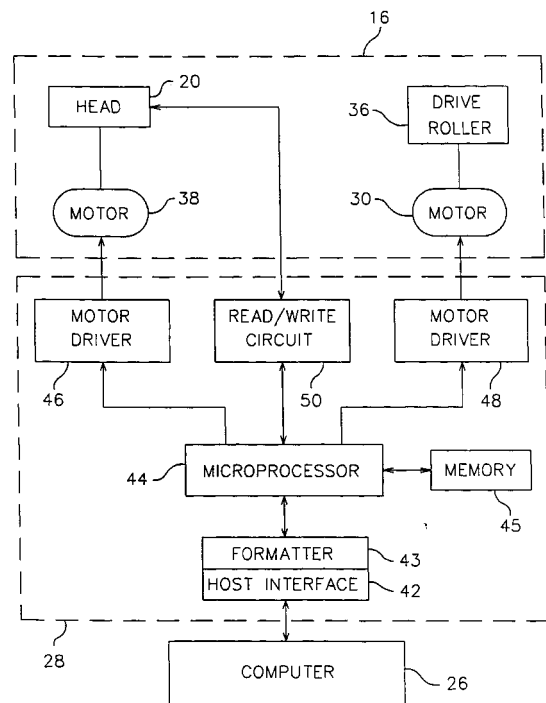 16
20
HEAD
36
DRIVE
ROLLER
MOTOR
38
30
MOTOR
MOTOR
DRIVER
46
READ/WRITE
CIRCUIT
50
MOTOR
DRIVER
48
44
MICROPROCESSOR
MEMORY
45
FORMATTER
43
HOST INTERFACE
42
28
COMPUTER
26